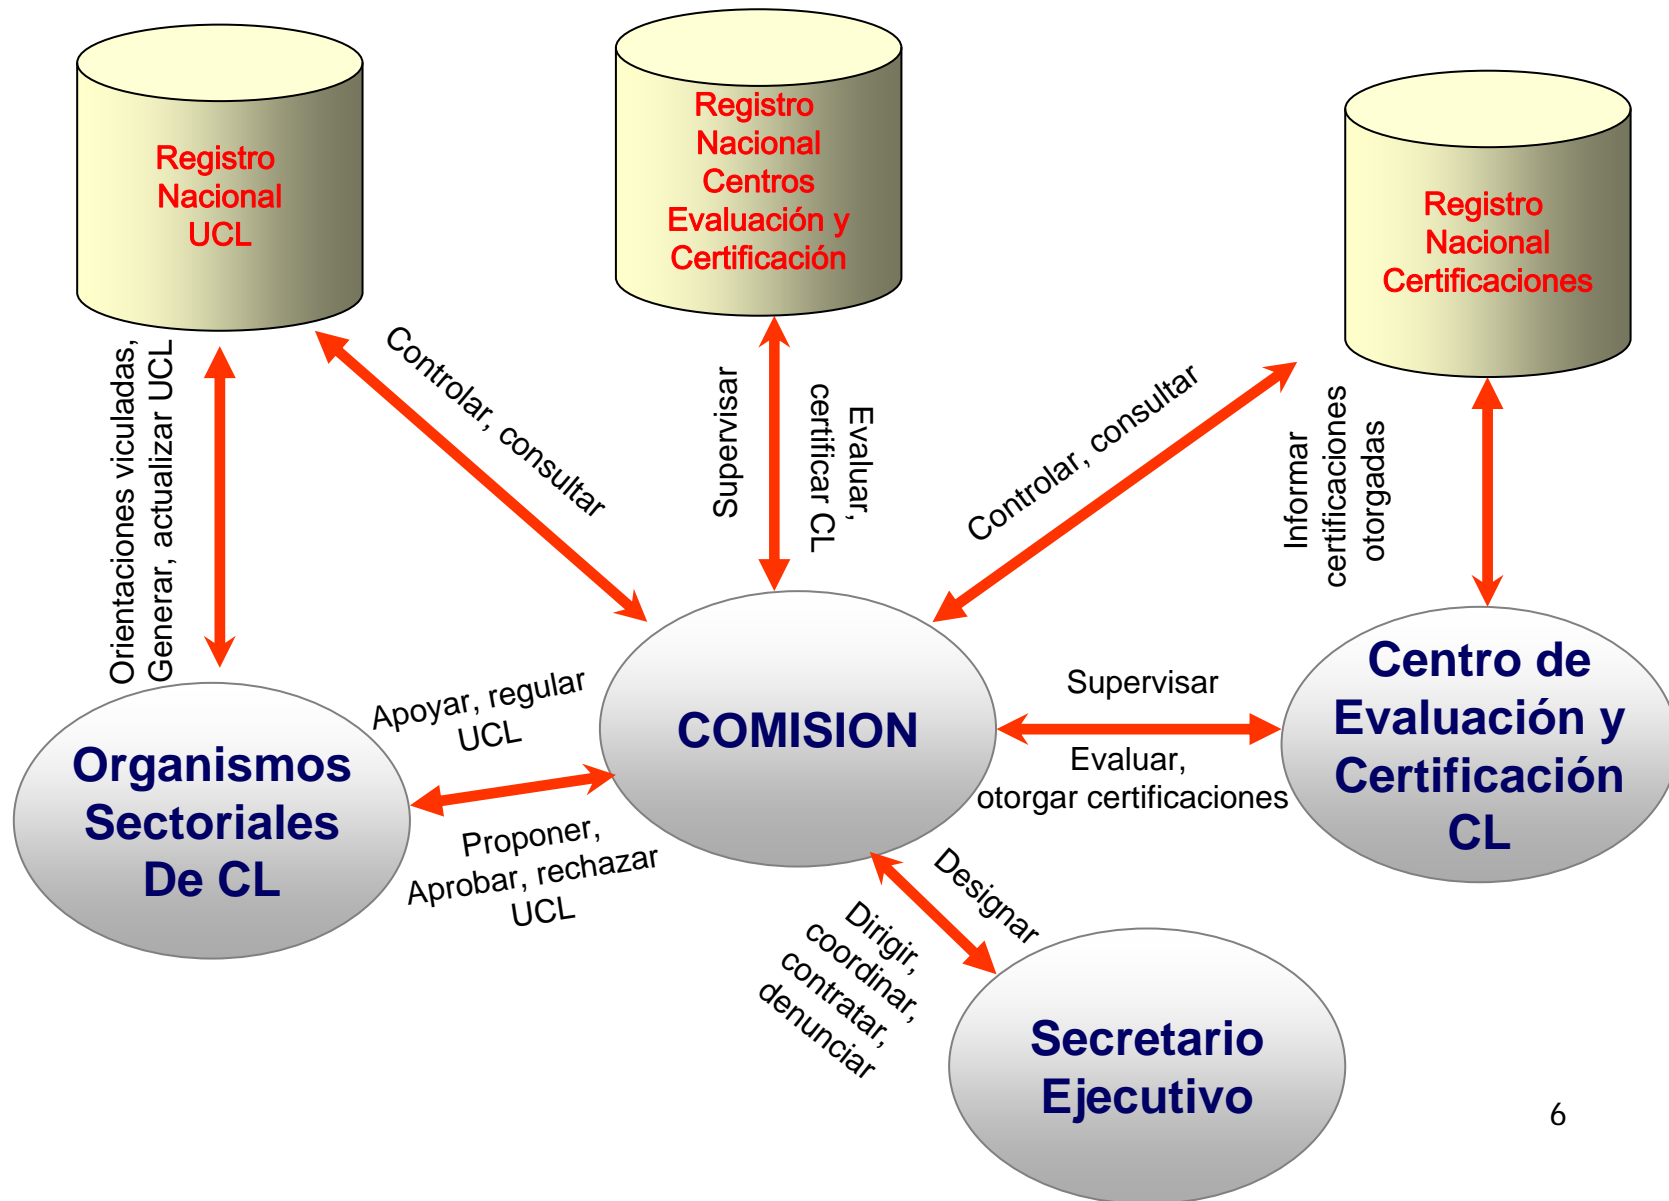 Registro
Nacional
UCL
Registro
Nacional
Centros
Evaluación y
Certificación
Registro
Nacional
Certificaciones
Orientaciones viculadas,
Generar, actualizar UCL
Controlar, consultar
Supervisar
Evaluar,
certificar CL
Controlar, consultar
Informar
certificaciones
otorgadas
Organismos
Sectoriales
De CL
Apoyar, regular
UCL
Proponer,
Aprobar, rechazar
UCL
COMISION
Supervisar
Evaluar,
otorgar certificaciones
Centro de
Evaluación y
Certificación
CL
Designar
Dirigir,
coordinar,
contratar,
denunciar
Secretario
Ejecutivo
6